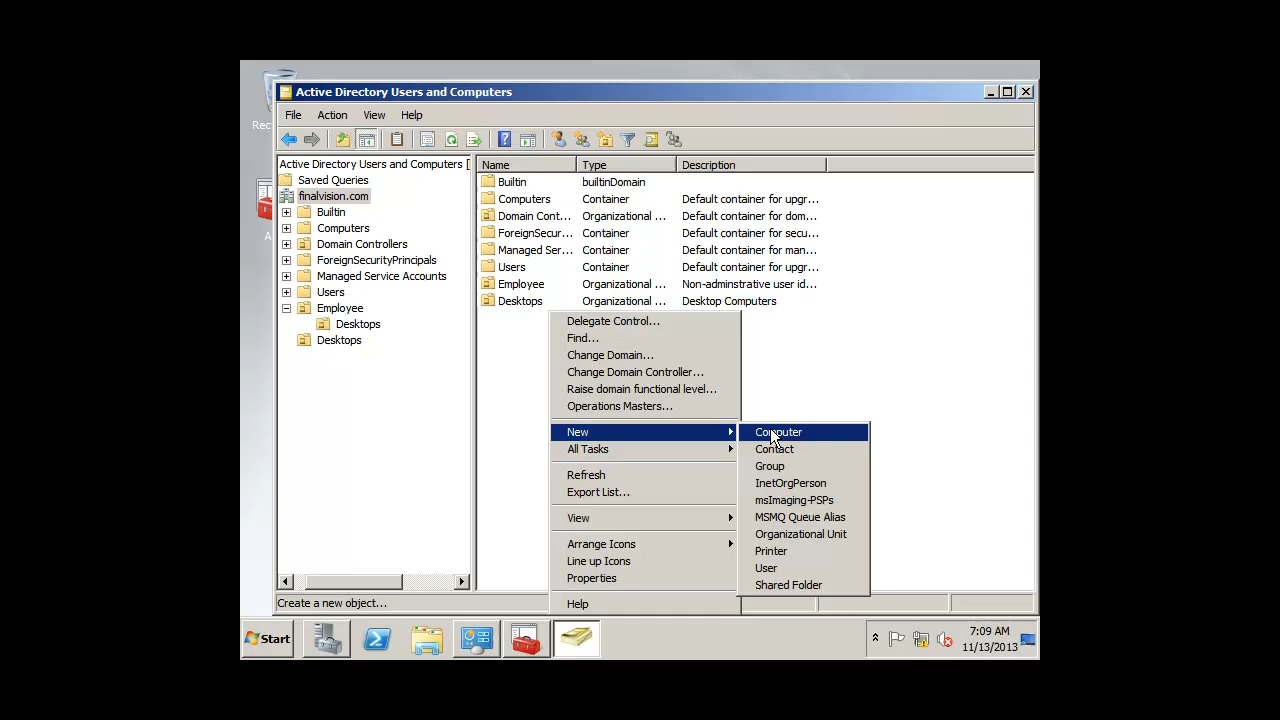 Rec
A
Active Directory Users and Computers
File Action View Help
Active Directory Users and Computers [
Saved Queries
finalvision.com
Builtin
Computers
Domain Controllers
ForeignSecurityPrincipals
Managed Service Accounts
Users
Employee
Desktops
Desktops
Name Type Description
Builtin builtinDomain
Computers Container Default container for upgr...
Domain Cont... Organizational ... Default container for dom...
ForeignSecur... Container Default container for secu...
Managed Ser... Container Default container for man...
Users Container Default container for upgr...
Employee Organizational ... Non-adminstrative user id...
Desktops Organizational ... Desktop Computers
Delegate Control...
Find...
Change Domain...
Change Domain Controller...
Raise domain functional level...
Operations Masters...
New
All Tasks
Refresh
Export List...
View
Arrange Icons
Line up Icons
Properties
Help
Computer
Contact
Group
InetOrgPerson
msImaging-PSPs
MSMQ Queue Alias
Organizational Unit
Printer
User
Shared Folder
Create a new object...
Start
7:09 AM
11/13/2013